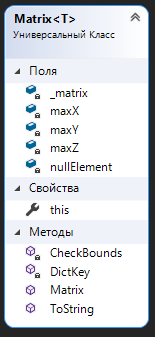 Matrix<T>
Универсальный Класс
Поля
_matrix
maxX
maxY
maxZ
nullElement
Свойства
this
Методы
CheckBounds
DictKey
Matrix
ToString